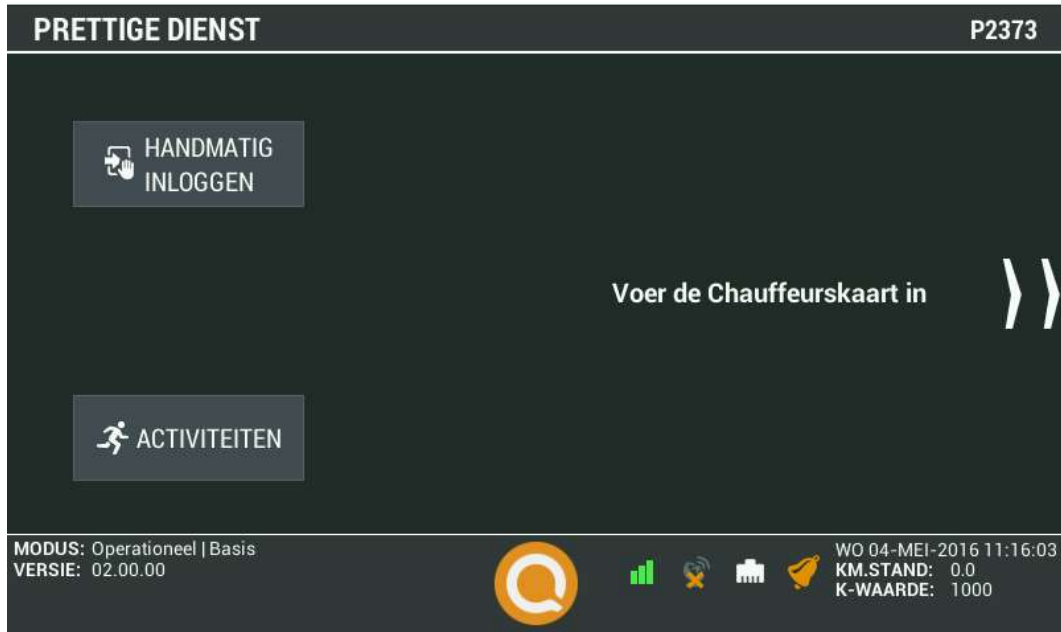 PRETTIGE DIENST
P2373
HANDMATIG
INLOGGEN
Voer de Chauffeurskaart in
ACTIVITEITEN
MODUS: Operationeel | Basis
VERSIE: 02.00.00
WO 04-MEI-2016 11:16:03
KM.STAND: 0.0
K-WAARDE: 1000